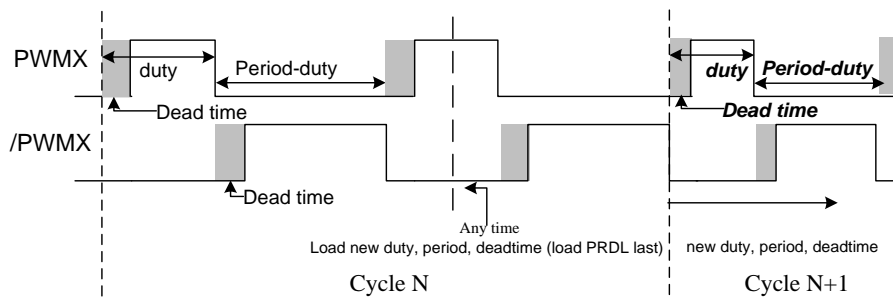 PWMX
duty
Period-duty
Dead time
duty
Period-duty
Dead time
/PWMX
Dead time
Any time
Load new duty, period, deadtime (load PRDL last)
new duty, period, deadtime
Cycle N
Cycle N+1